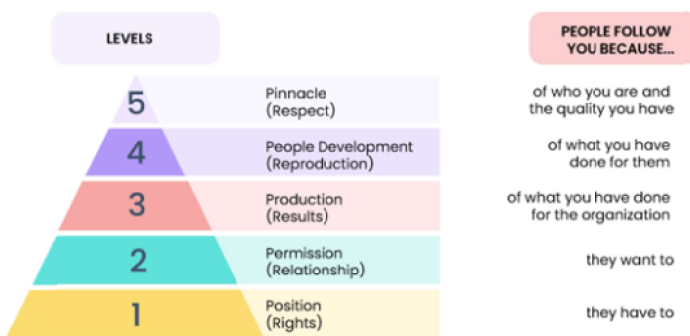 LEVELS
PEOPLE FOLLOW
YOU BECAUSE...
5
Pinnacle
(Respect)
of who you are and
the quality you have
4
People Development
(Reproduction)
of what you have
done for them
3
Production
(Results)
of what you have done
for the organization
2
Permission
(Relationship)
they want to
1
Position
(Rights)
they have to